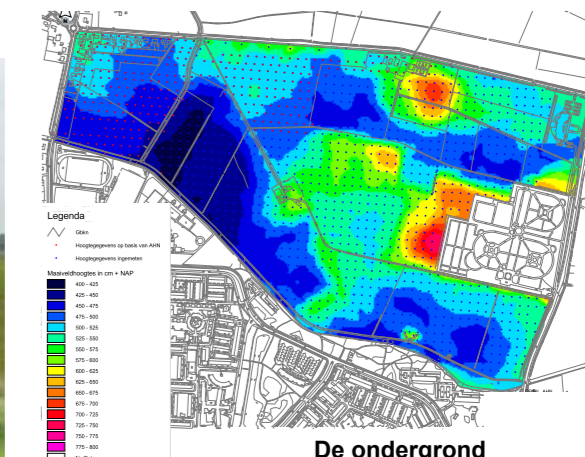 N
Legenda
Gbkn
Hoogtegegevens op basis van AHN
Hoogtegegevens ingemeten
Maaiveldhoogtes in cm + NAP
400 - 425
425 - 450
450 - 475
475 - 500
500 - 525
525 - 550
550 - 575
575 - 600
600 - 625
625 - 650
650 - 675
675 - 700
700 - 725
725 - 750
750 - 775
775 - 800
De ondergrond